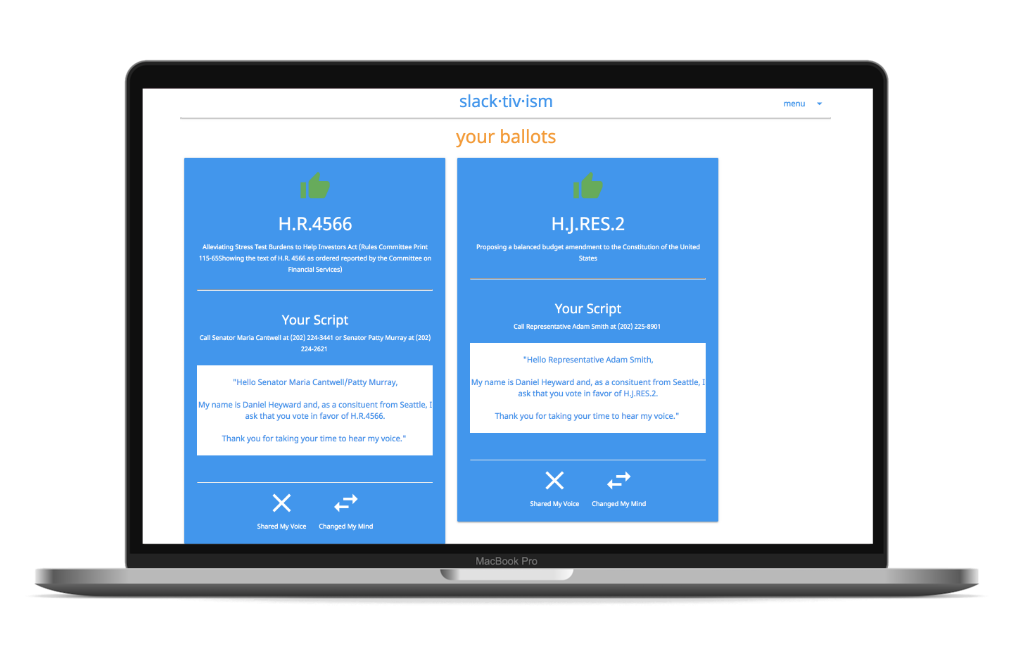 slack·tiv·ism
menu
your ballots
H.R.4566
Alleviating Stress Test Burdens to Help Investors Act (Rules Committee Print
115-65Showing the text of H.R. 4566 as ordered reported by the Committee on
Financial Services)
Your Script
Call Senator Maria Cantwell at (202) 224-3441 or Senator Patty Murray at (202)
224-2621
"Hello Senator Maria Cantwell/Patty Murray,
My name is Daniel Heyward and, as a consituent from Seattle, I
ask that you vote in favor of H.R.4566.
Thank you for taking your time to hear my voice."
Shared My Voice
Changed My Mind
H.J.RES.2
Proposing a balanced budget amendment to the Constitution of the United
States
Your Script
Call Representative Adam Smith at (202) 225-8901
"Hello Representative Adam Smith,
My name is Daniel Heyward and, as a consituent from Seattle, I
ask that you vote in favor of H.J.RES.2.
Thank you for taking your time to hear my voice."
Shared My Voice
Changed My Mind
MacBook Pro